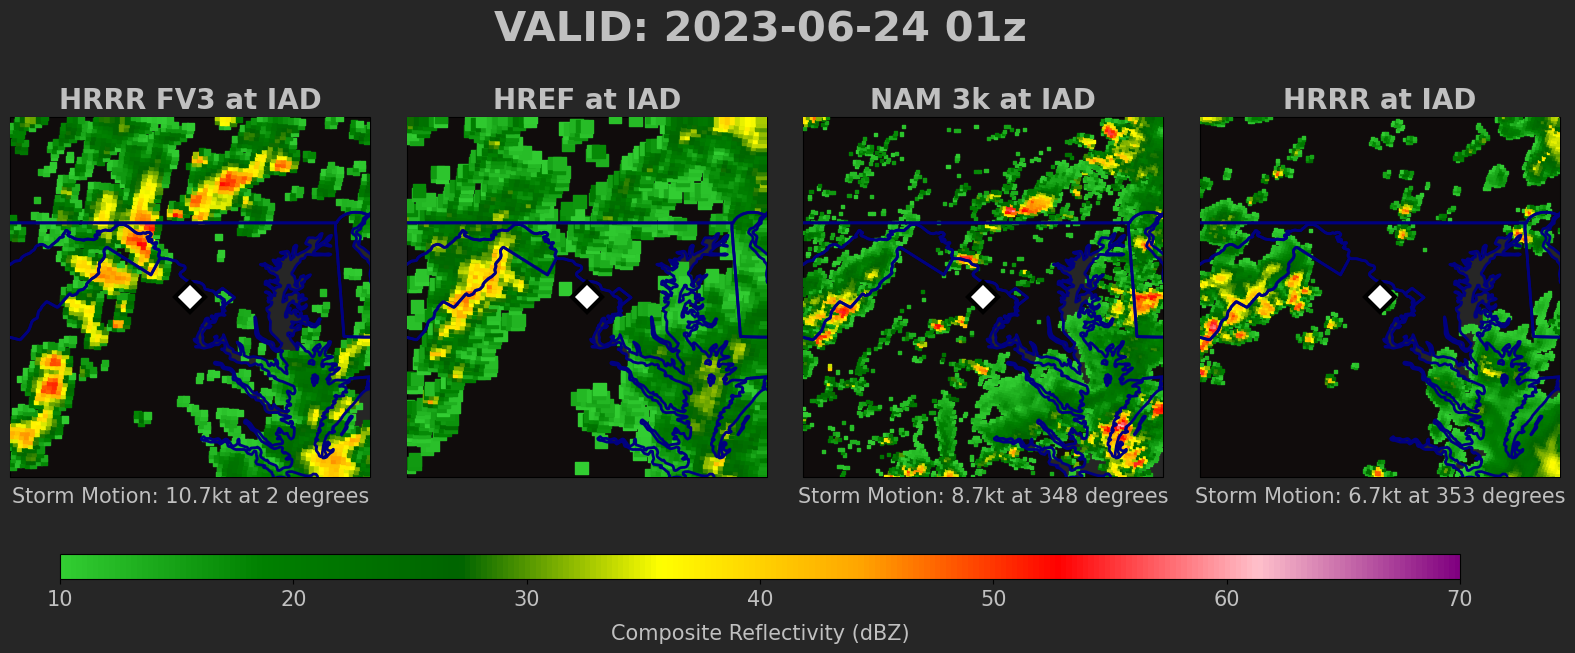 VALID: 2023-06-24 01z
HRRR FV3 at IAD
HREF at IAD
NAM 3k at IAD
HRRR at IAD
Storm Motion: 10.7kt at 2 degrees
Storm Motion: 8.7kt at 348 degrees
Storm Motion: 6.7kt at 353 degrees
10 20 30 40 50 60 70
Composite Reflectivity (dBZ)